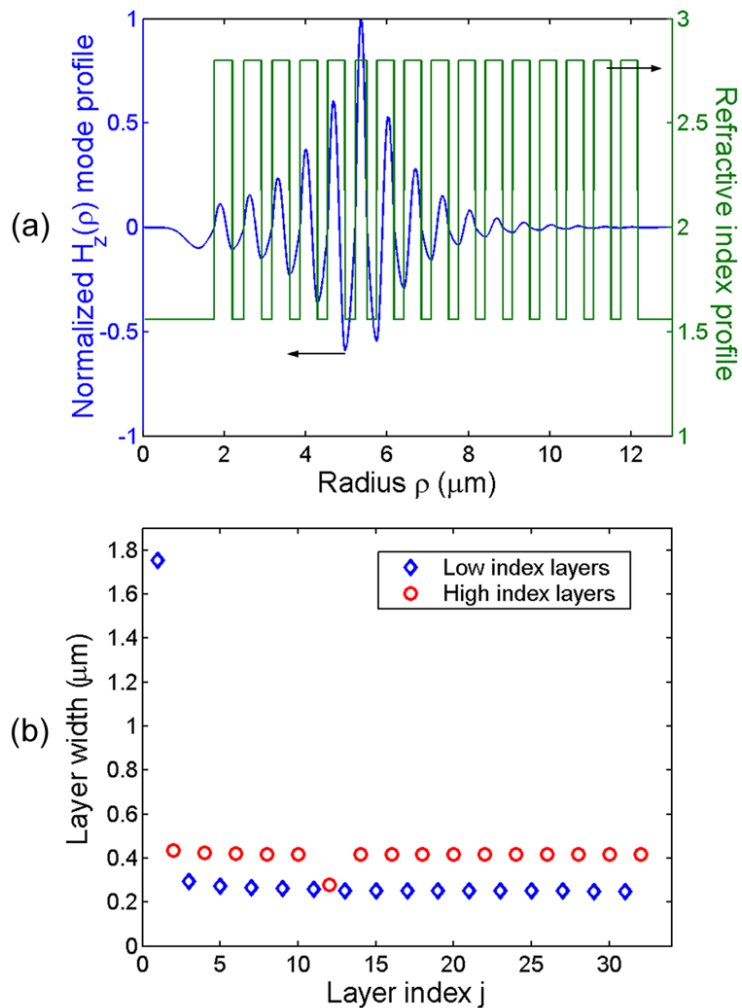 (a)
Normalized H_z(ρ) mode profile
1
0.5
0
-0.5
-1
3
2.5
2
1.5
1
Refractive index profile
0 2 4 6 8 10 12
Radius ρ (μm)
(b)
Layer width (μm)
1.8
1.6
1.4
1.2
1
0.8
0.6
0.4
0.2
0
Low index layers
High index layers
0 5 10 15 20 25 30
Layer index j